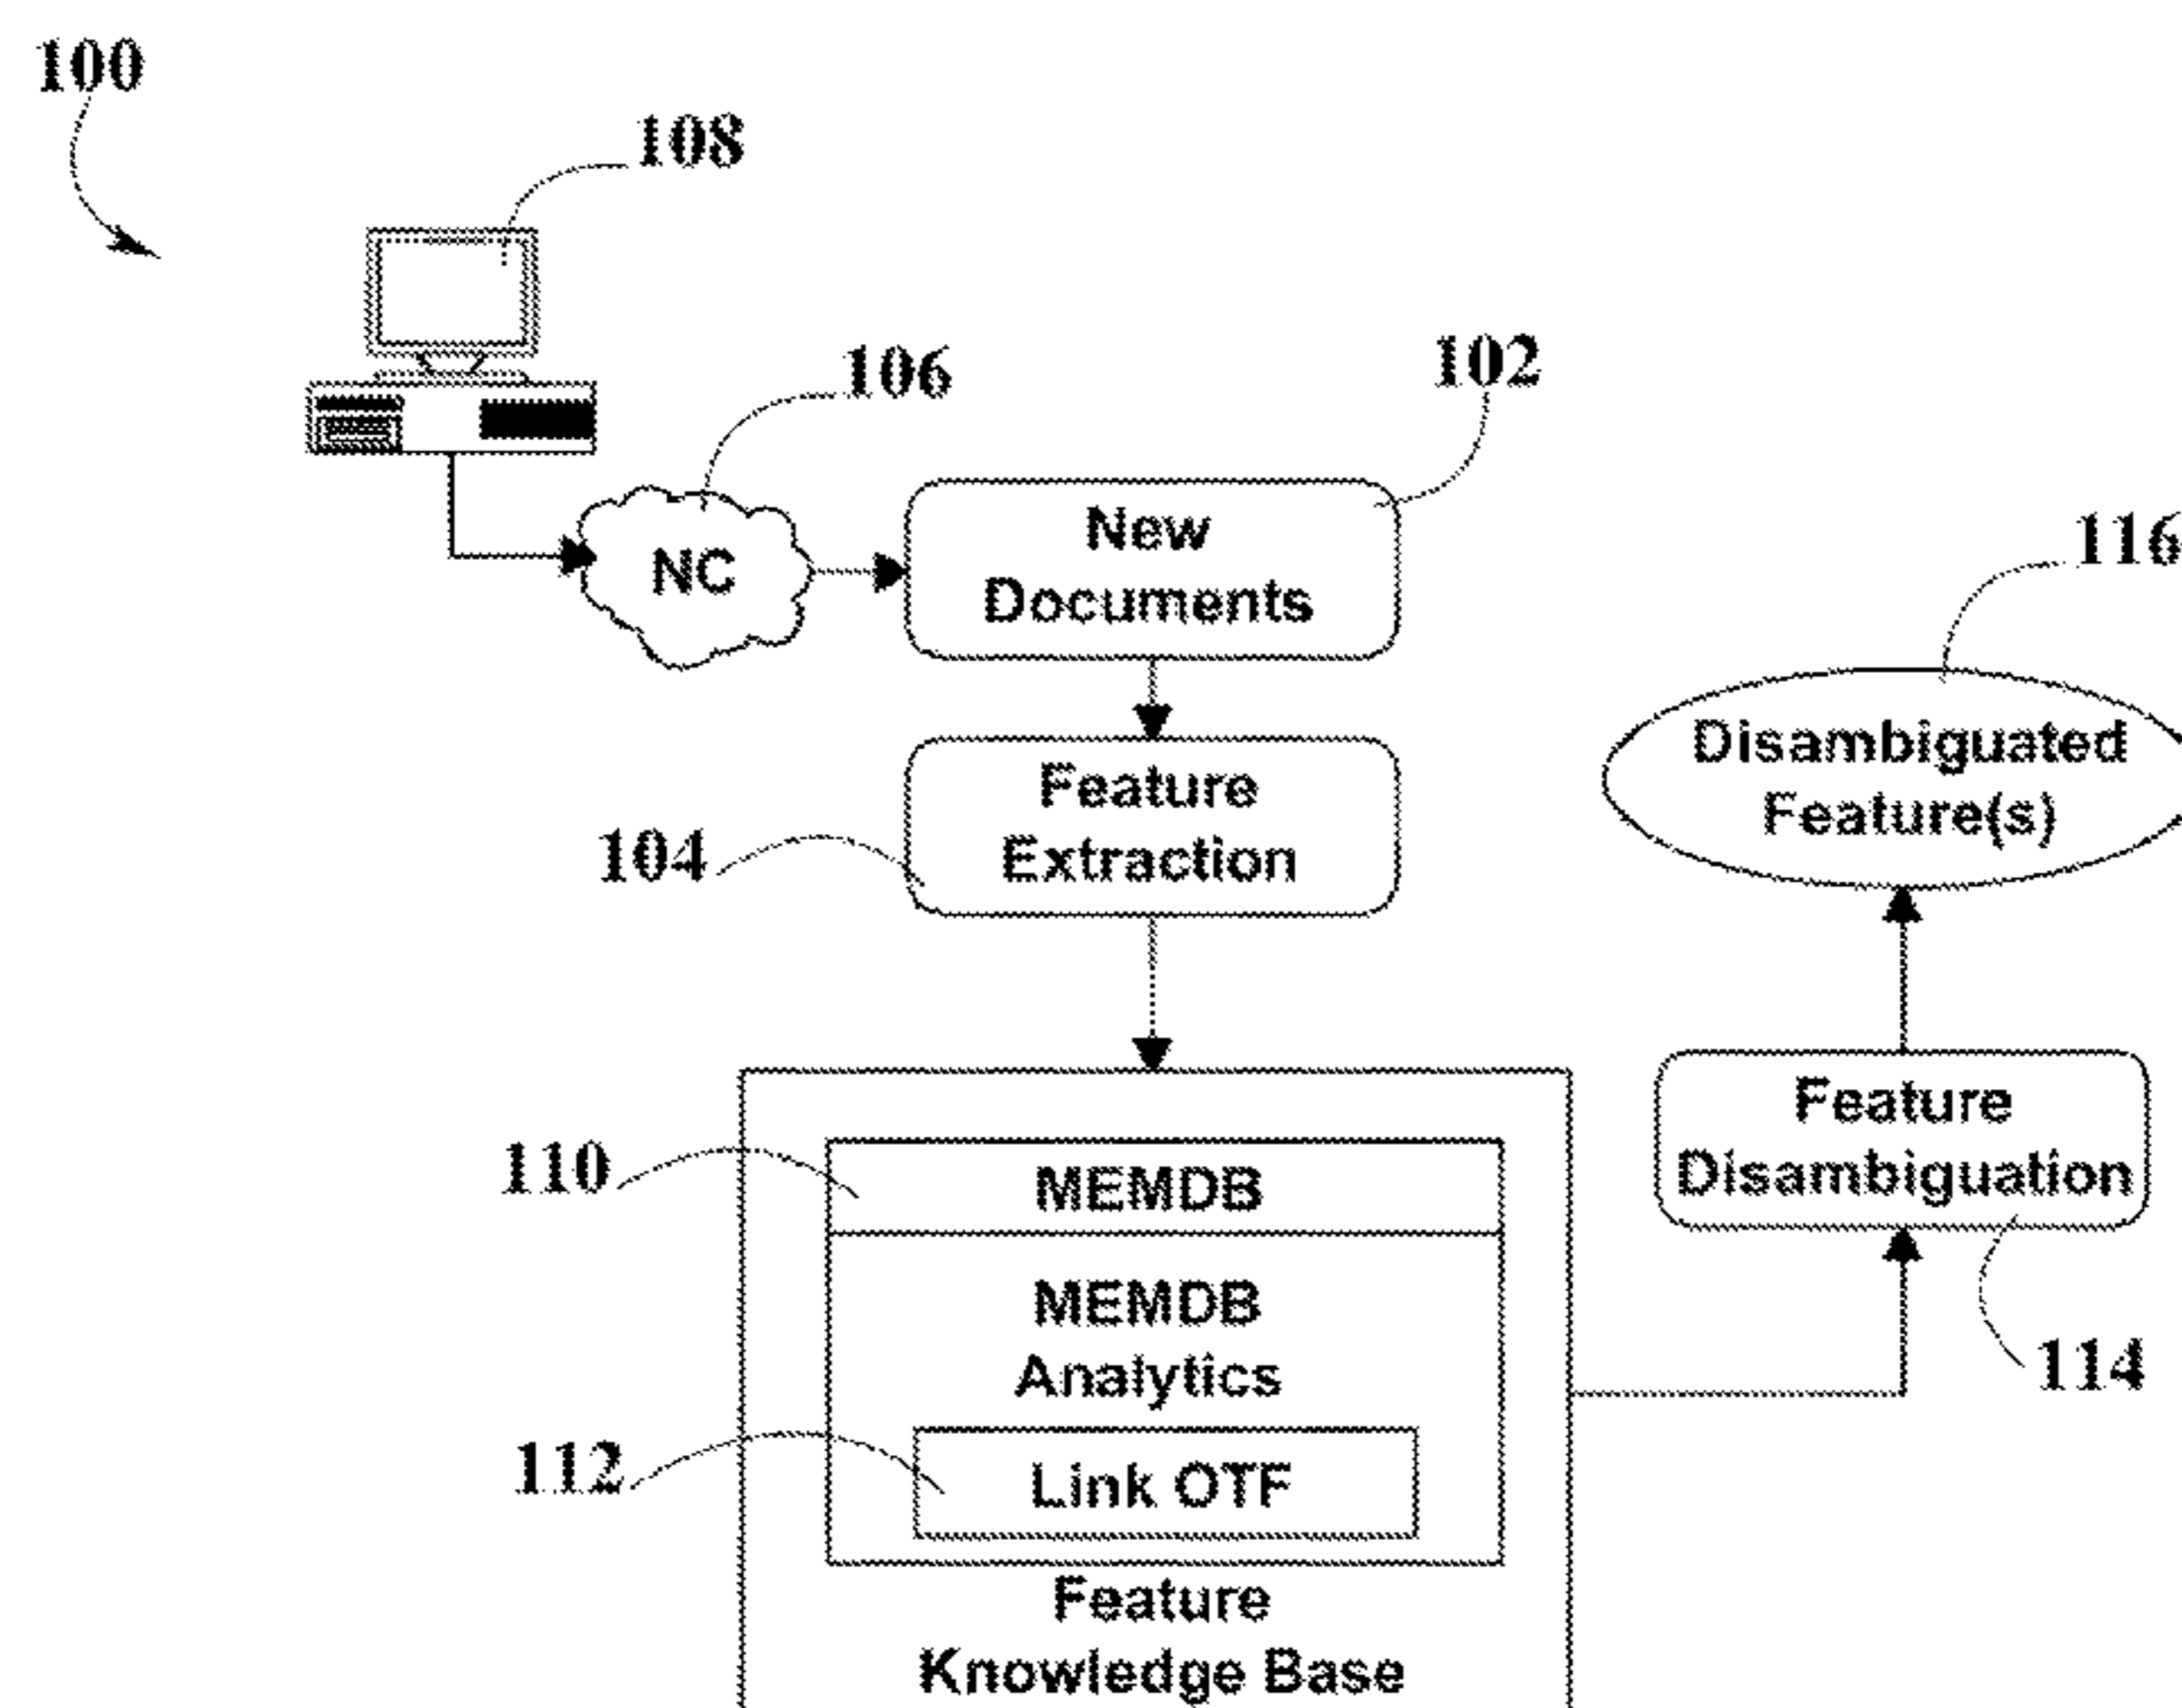 100
108
106
102
NC
New
Documents
116
Feature
Extraction
104
Disambiguated
Feature(s)
110
MEMDB
Feature
Disambiguation
MEMDB
Analytics
114
112
Link OTF
Feature
Knowledge Base